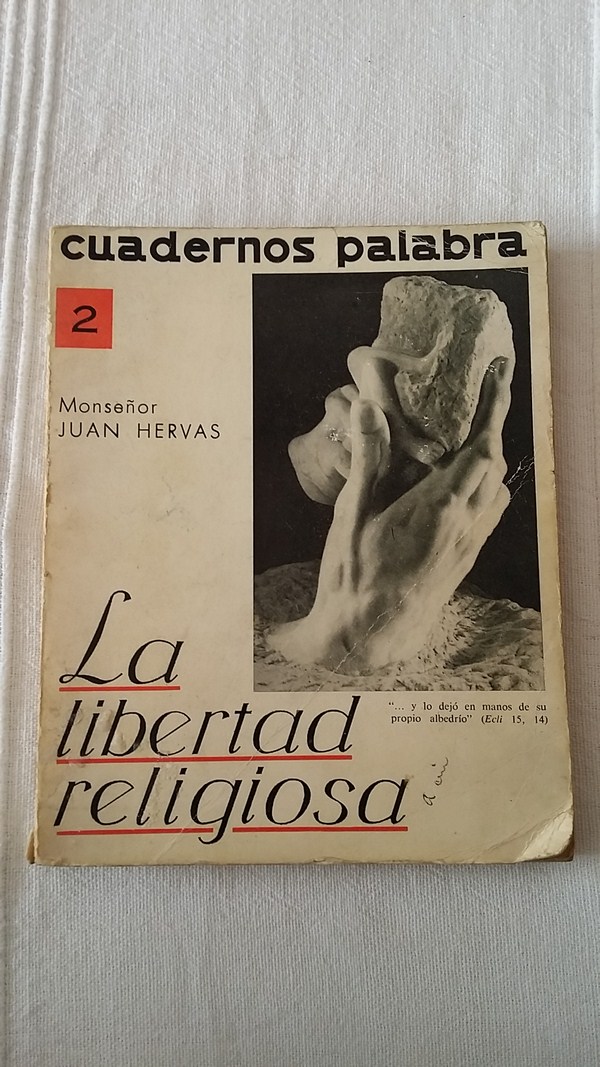 cuadernos palabra
2
Monseñor
JUAN HERVAS
La
libertad
religiosa
“... y lo dejó en manos de su
propio albedrío” (Ecli 15, 14)